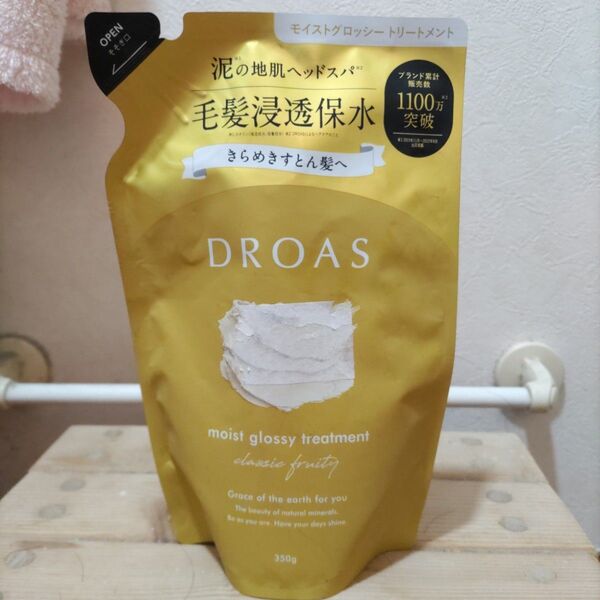 OPEN
そそぎ口
モイストグロッシー トリートメント
泥の地肌ヘッドスパ
毛髪浸透保水
きらめきすとん髪へ
ブランド累計
販売数
1100万
突破
DROAS
moist glossy treatment
classic fruity
Grace of the earth for you
The beauty of natural minerals.
Be as you are. Have your days shine.
350g